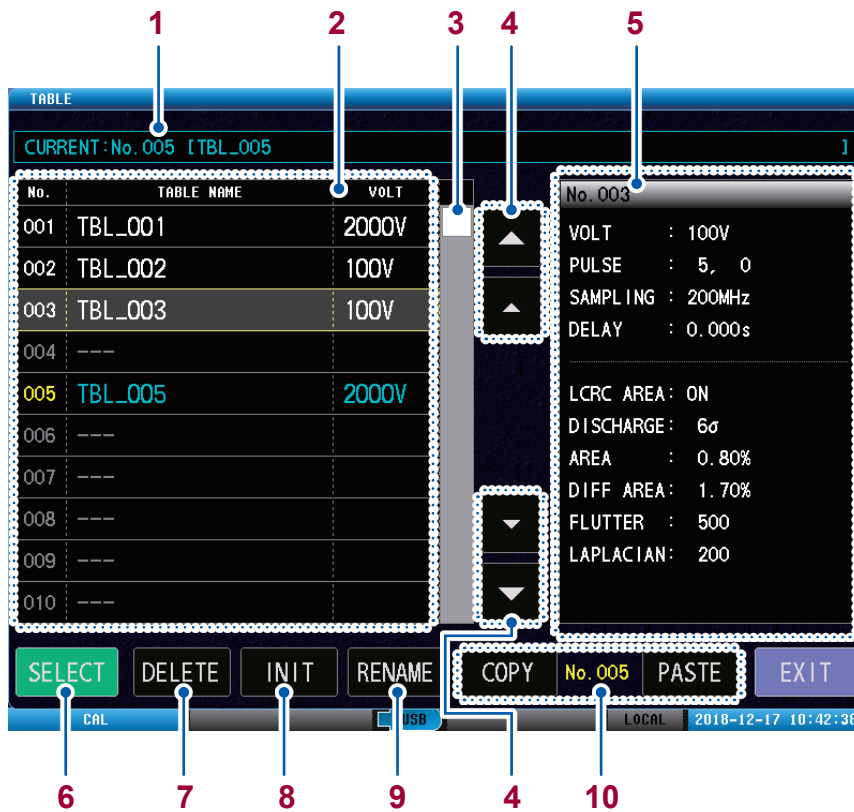 1 2 3 4 5
TABLE
CURRENT:No.005 [TBL_005 ]
No. TABLE NAME VOLT
001 TBL_001 2000V
002 TBL_002 100V
003 TBL_003 100V
004 ---
005 TBL_005 2000V
006 ---
007 ---
008 ---
009 ---
010 ---
No.003
VOLT : 100V
PULSE : 5, 0
SAMPLING : 200MHz
DELAY : 0.000s
LCRC AREA: ON
DISCHARGE: 6σ
AREA : 0.80%
DIFF AREA: 1.70%
FLUTTER : 500
LAPLACIAN: 200
SELECT DELETE INIT RENAME COPY No.005 PASTE EXIT
CAL USB LOCAL 2018-12-17 10:42:38
6 7 8 9 4 10